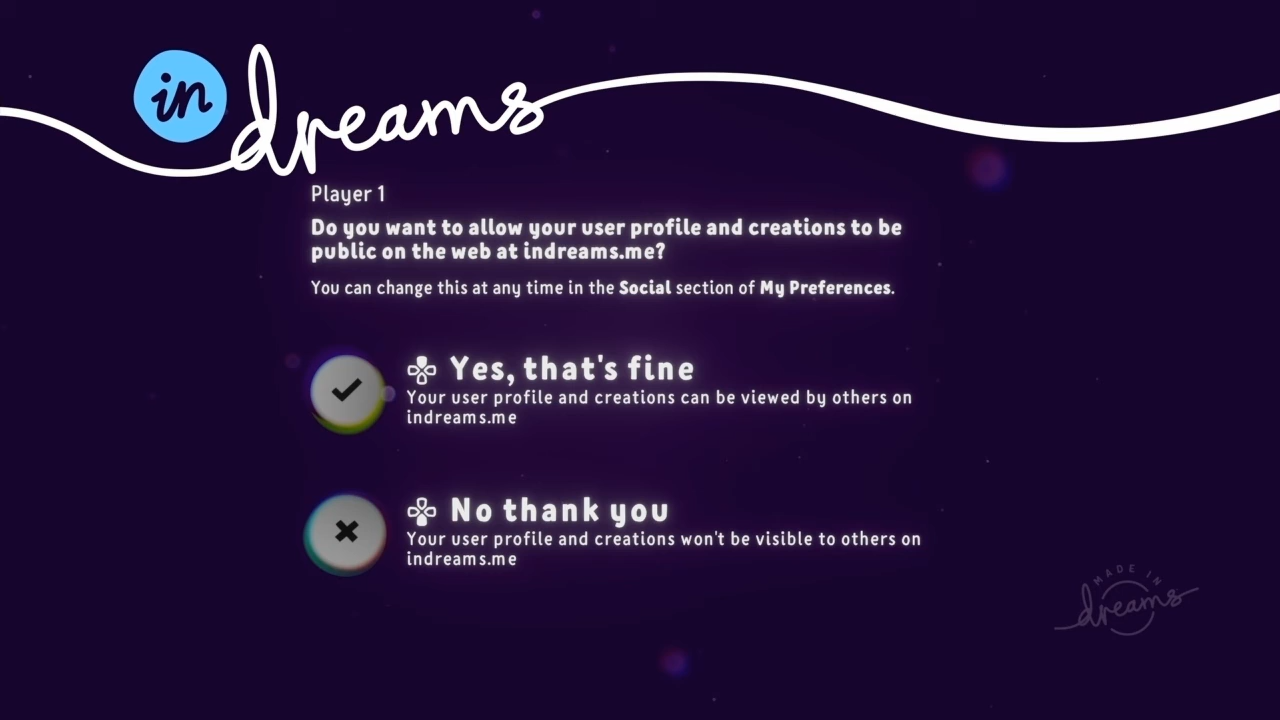 in dreams
Player 1
Do you want to allow your user profile and creations to be
public on the web at indreams.me?
You can change this at any time in the Social section of My Preferences.
Yes, that's fine
Your user profile and creations can be viewed by others on
indreams.me
No thank you
Your user profile and creations won't be visible to others on
indreams.me
MADE IN
dreams